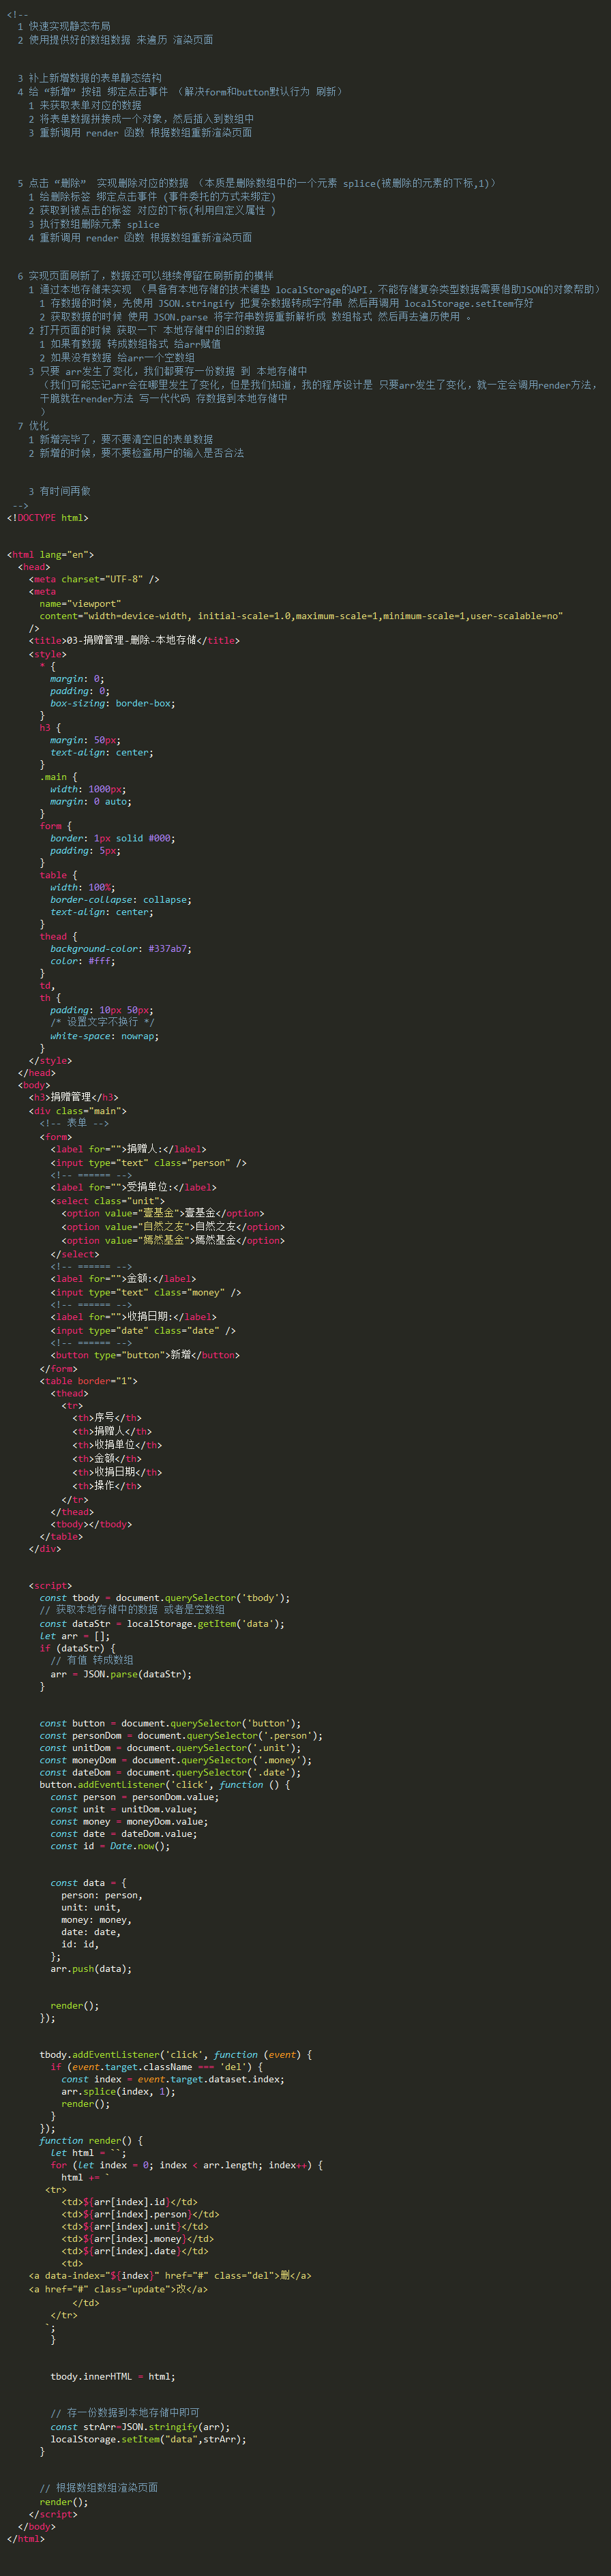 <!--
1 快速实现静态布局
2 使用提供好的数组数据 来遍历 渲染页面
3 补上新增数据的表单静态结构
4 给 “新增” 按钮 绑定点击事件 （解决form和button默认行为 刷新）
1 来获取表单对应的数据
2 将表单数据拼接成一个对象，然后插入到数组中
3 重新调用 render 函数 根据数组重新渲染页面
5 点击 “删除”  实现删除对应的数据 （本质是删除数组中的一个元素 splice(被删除的元素的下标,1)）
1 给删除标签 绑定点击事件 (事件委托的方式来绑定)
2 获取到被点击的标签 对应的下标(利用自定义属性 )
3 执行数组删除元素 splice
4 重新调用 render 函数 根据数组重新渲染页面
6 实现页面刷新了，数据还可以继续停留在刷新前的模样
1 通过本地存储来实现 （具备有本地存储的技术铺垫 localStorage的API，不能存储复杂类型数据需要借助JSON的对象帮助）
1 存数据的时候，先使用 JSON.stringify 把复杂数据转成字符串 然后再调用 localStorage.setItem存好
2 获取数据的时候 使用 JSON.parse 将字符串数据重新解析成 数组格式 然后再去遍历使用 。
2 打开页面的时候 获取一下 本地存储中的旧的数据
1 如果有数据 转成数组格式 给arr赋值
2 如果没有数据 给arr一个空数组
3 只要 arr发生了变化，我们都要存一份数据 到 本地存储中
（我们可能忘记arr会在哪里发生了变化，但是我们知道，我的程序设计是 只要arr发生了变化，就一定会调用render方法，
干脆就在render方法 写一代代码 存数据到本地存储中
）
7 优化
1 新增完毕了，要不要清空旧的表单数据
2 新增的时候，要不要检查用户的输入是否合法
3 有时间再做
-->
<!DOCTYPE html>
<html lang="en">
<head>
<meta charset="UTF-8" />
<meta
name="viewport"
content="width=device-width, initial-scale=1.0,maximum-scale=1,minimum-scale=1,user-scalable=no"
/>
<title>03-捐赠管理-删除-本地存储</title>
<style>
* {
margin: 0;
padding: 0;
box-sizing: border-box;
}
h3 {
margin: 50px;
text-align: center;
}
.main {
width: 1000px;
margin: 0 auto;
}
form {
border: 1px solid #000;
padding: 5px;
}
table {
width: 100%;
border-collapse: collapse;
text-align: center;
}
thead {
background-color: #337ab7;
color: #fff;
}
td,
th {
padding: 10px 50px;
/* 设置文字不换行 */
white-space: nowrap;
}
</style>
</head>
<body>
<h3>捐赠管理</h3>
<div class="main">
<!-- 表单 -->
<form>
<label for="">捐赠人:</label>
<input type="text" class="person" />
<!-- ====== -->
<label for="">受捐单位:</label>
<select class="unit">
<option value="壹基金">壹基金</option>
<option value="自然之友">自然之友</option>
<option value="嫣然基金">嫣然基金</option>
</select>
<!-- ====== -->
<label for="">金额:</label>
<input type="text" class="money" />
<!-- ====== -->
<label for="">收捐日期:</label>
<input type="date" class="date" />
<!-- ====== -->
<button type="button">新增</button>
</form>
<table border="1">
<thead>
<tr>
<th>序号</th>
<th>捐赠人</th>
<th>收捐单位</th>
<th>金额</th>
<th>收捐日期</th>
<th>操作</th>
</tr>
</thead>
<tbody></tbody>
</table>
</div>
<script>
const tbody = document.querySelector('tbody');
// 获取本地存储中的数据 或者是空数组
const dataStr = localStorage.getItem('data');
let arr = [];
if (dataStr) {
// 有值 转成数组
arr = JSON.parse(dataStr);
}
const button = document.querySelector('button');
const personDom = document.querySelector('.person');
const unitDom = document.querySelector('.unit');
const moneyDom = document.querySelector('.money');
const dateDom = document.querySelector('.date');
button.addEventListener('click', function () {
const person = personDom.value;
const unit = unitDom.value;
const money = moneyDom.value;
const date = dateDom.value;
const id = Date.now();
const data = {
person: person,
unit: unit,
money: money,
date: date,
id: id,
};
arr.push(data);
render();
});
tbody.addEventListener('click', function (event) {
if (event.target.className === 'del') {
const index = event.target.dataset.index;
arr.splice(index, 1);
render();
}
});
function render() {
let html = ``;
for (let index = 0; index < arr.length; index++) {
html += `
<tr>
<td>${arr[index].id}</td>
<td>${arr[index].person}</td>
<td>${arr[index].unit}</td>
<td>${arr[index].money}</td>
<td>${arr[index].date}</td>
<td>
<a data-index="${index}" href="#" class="del">删</a>
<a href="#" class="update">改</a>
</td>
</tr>
`;
}
tbody.innerHTML = html;
// 存一份数据到本地存储中即可
const strArr=JSON.stringify(arr);
localStorage.setItem("data",strArr);
}
// 根据数组数组渲染页面
render();
</script>
</body>
</html>